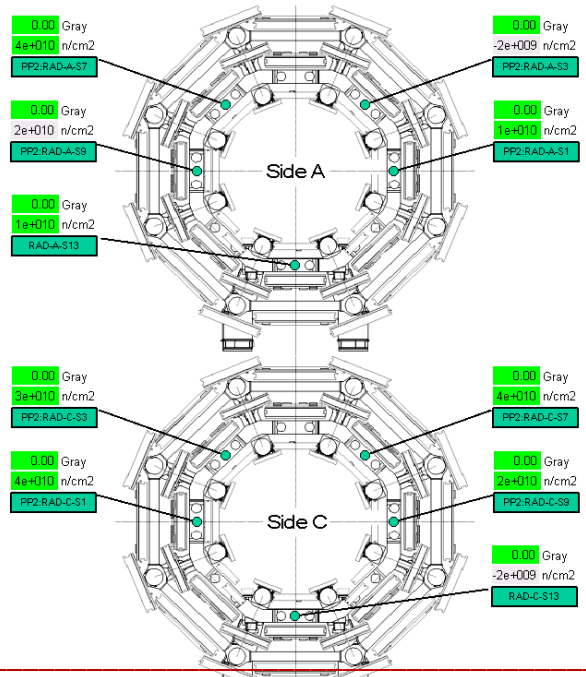 0.00 Gray
4e+010 n/cm2
PP2:RAD-A-S7
0.00 Gray
-2e+009 n/cm2
PP2:RAD-A-S3
0.00 Gray
2e+010 n/cm2
PP2:RAD-A-S9
0.00 Gray
1e+010 n/cm2
PP2:RAD-A-S1
Side A
0.00 Gray
1e+010 n/cm2
RAD-A-S13
0.00 Gray
3e+010 n/cm2
PP2:RAD-C-S3
0.00 Gray
4e+010 n/cm2
PP2:RAD-C-S7
0.00 Gray
4e+010 n/cm2
PP2:RAD-C-S1
0.00 Gray
2e+010 n/cm2
PP2:RAD-C-S9
Side C
0.00 Gray
-2e+009 n/cm2
RAD-C-S13